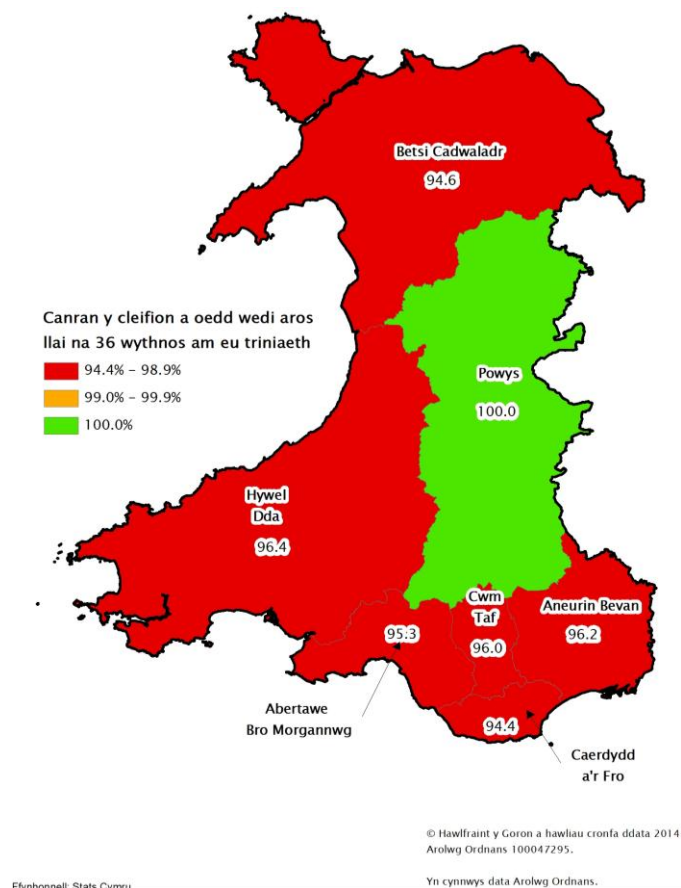 Betsi Cadwaladr
94.6
Canran y cleifion a oedd wedi aros
llai na 36 wythnos am eu triniaeth
94.4% - 98.9%
99.0% - 99.9%
100.0%
Powys
100.0
Hywel
Dda
96.4
Cwm
Taf
96.0
Aneurin Bevan
96.2
95.3
Abertawe
Bro Morgannwg
94.4
Caerdydd
a'r Fro
© Hawlfraint y Goron a hawliau cronfa ddata 2014
Arolwg Ordnans 100047295.
Yn cynnwys data Arolwg Ordnans.
Ffynhonnell: Stats Cymru